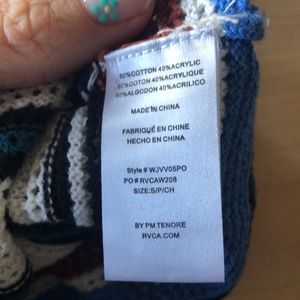 60%COTTON 40%ACRYLIC
60%COTON 40%ACRYLIQUE
60%ALGODON 40%ACRILICO
MADE IN CHINA
FABRIQUÉ EN CHINE
HECHO EN CHINA
Style # WJVV05PO
PO # RVCAW208
SIZE:S/P/CH
BY PM TENORE
RVCA.COM